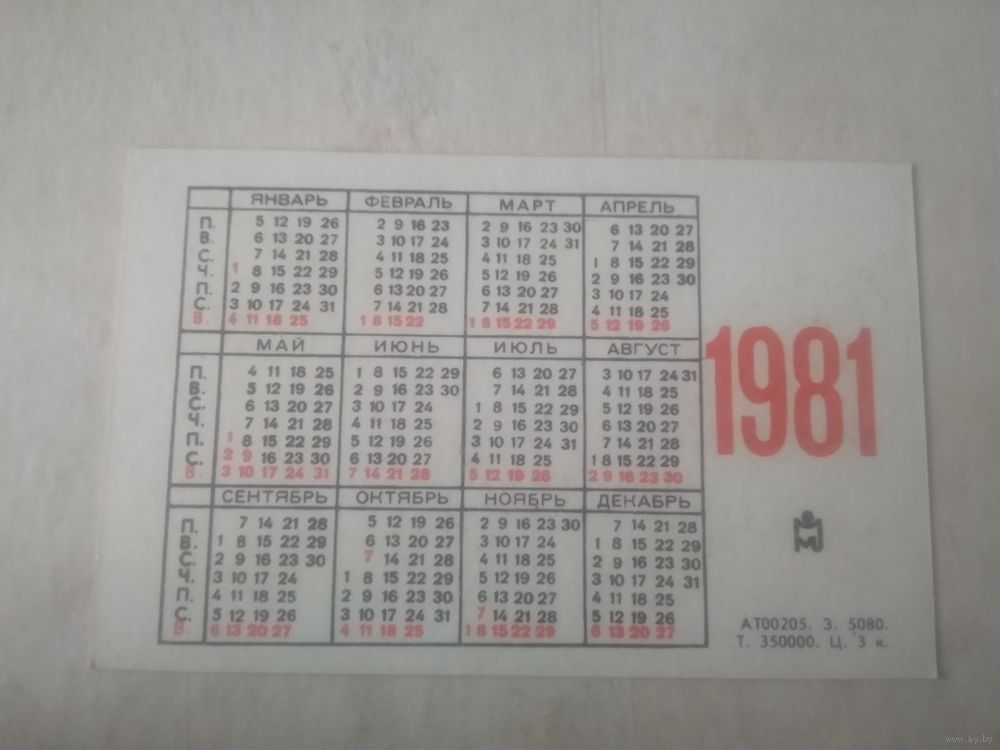 ЯНВАРЬ ФЕВРАЛЬ МАРТ АПРЕЛЬ
П. 5 12 19 26 2 9 16 23 2 9 16 23 30 6 13 20 27
В. 6 13 20 27 3 10 17 24 3 10 17 24 31 7 14 21 28
С. 7 14 21 28 4 11 18 25 4 11 18 25 1 8 15 22 29
Ч. 1 8 15 22 29 5 12 19 26 5 12 19 26 2 9 16 23 30
П. 2 9 16 23 30 6 13 20 27 6 13 20 27 3 10 17 24
С. 3 10 17 24 31 7 14 21 28 7 14 21 28 4 11 18 25
В. 4 11 18 25 1 8 15 22 1 8 15 22 29 5 12 19 26
МАЙ ИЮНЬ ИЮЛЬ АВГУСТ
П. 4 11 18 25 1 8 15 22 29 6 13 20 27 3 10 17 24 31
В. 5 12 19 26 2 9 16 23 30 7 14 21 28 4 11 18 25
С. 6 13 20 27 3 10 17 24 1 8 15 22 29 5 12 19 26
Ч. 7 14 21 28 4 11 18 25 2 9 16 23 30 6 13 20 27
П. 1 8 15 22 29 5 12 19 26 3 10 17 24 31 7 14 21 28
С. 2 9 16 23 30 6 13 20 27 4 11 18 25 1 8 15 22 29
В. 3 10 17 24 31 7 14 21 28 5 12 19 26 2 9 16 23 30
СЕНТЯБРЬ ОКТЯБРЬ НОЯБРЬ ДЕКАБРЬ
П. 7 14 21 28 5 12 19 26 2 9 16 23 30 7 14 21 28
В. 1 8 15 22 29 6 13 20 27 3 10 17 24 1 8 15 22 29
С. 2 9 16 23 30 7 14 21 28 4 11 18 25 2 9 16 23 30
Ч. 3 10 17 24 1 8 15 22 29 5 12 19 26 3 10 17 24 31
П. 4 11 18 25 2 9 16 23 30 6 13 20 27 4 11 18 25
С. 5 12 19 26 3 10 17 24 31 7 14 21 28 5 12 19 26
В. 6 13 20 27 4 11 18 25 1 8 15 22 29 6 13 20 27
1981
АТ00205. З. 5080.
Т. 350000. Ц. 3 к.
www.ay.by